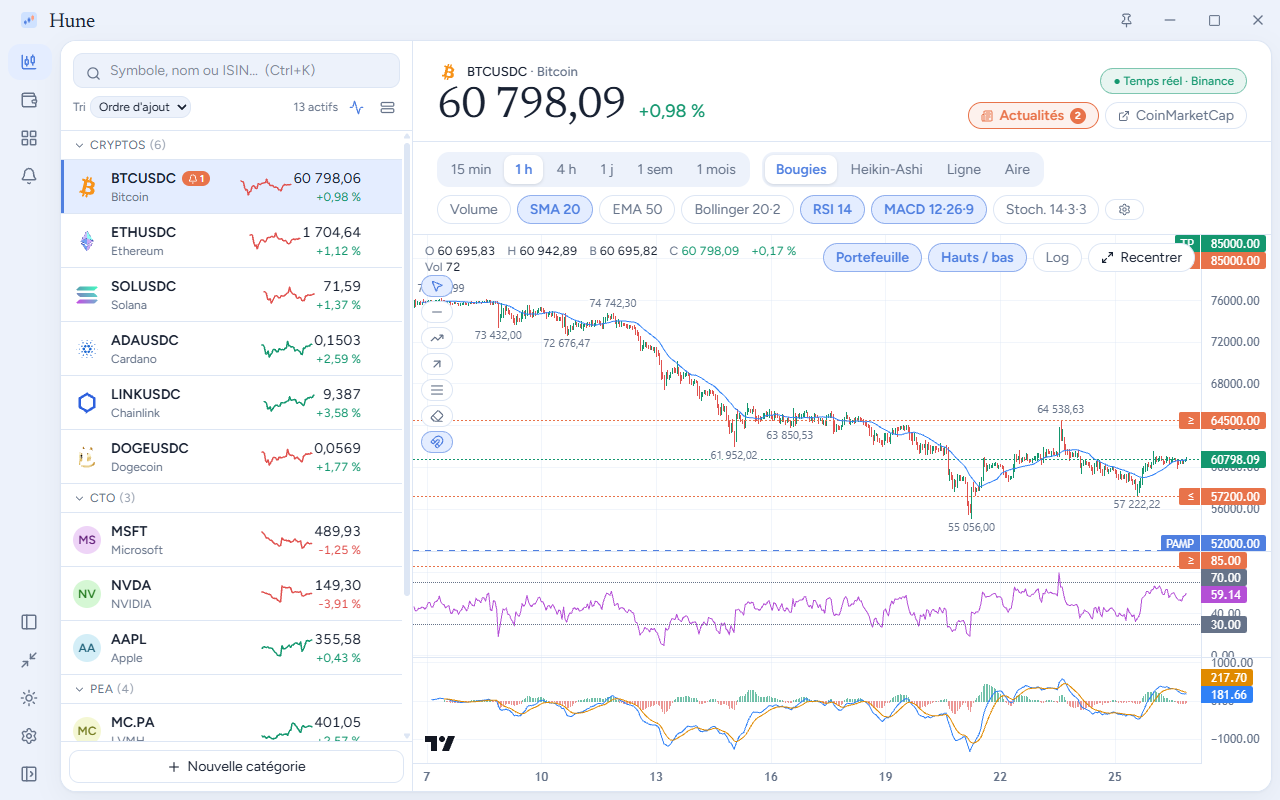 Hune
Symbole, nom ou ISIN… (Ctrl+K)
Tri Ordre d'ajout 13 actifs
CRYPTOS (6)
BTCUSDC 1 60 798,06
Bitcoin +0,98 %
ETHUSDC 1 704,64
Ethereum +1,12 %
SOLUSDC 71,59
Solana +1,37 %
ADAUSDC 0,1503
Cardano +2,59 %
LINKUSDC 9,387
Chainlink +3,58 %
DOGEUSDC 0,0569
Dogecoin +1,77 %
CTO (3)
MS MSFT 489,93
Microsoft -1,25 %
NV NVDA 149,30
NVIDIA -3,91 %
AA AAPL 355,58
Apple +0,43 %
PEA (4)
MC MC.PA 401,05
LVMH +2,57 %
Nouvelle catégorie
BTCUSDC · Bitcoin
60 798,09 +0,98 %
Temps réel · Binance
Actualités 2 CoinMarketCap
15 min 1 h 4 h 1 j 1 sem 1 mois Bougies Heikin-Ashi Ligne Aire
Volume SMA 20 EMA 50 Bollinger 20·2 RSI 14 MACD 12·26·9 Stoch. 14·3·3
O 60 695,83 H 60 942,89 B 60 695,82 C 60 798,09 +0,17 %
Vol 72
Portefeuille Hauts / bas Log Recentrer
TP 85000.00
85000.00
76000.00
74 742,30
73 432,00
72 676,47
72000.00
68000.00
64 538,63
≥ 64500.00
63 850,53
61 952,02
60798.09
≤ 57200.00
57 222,22
56000.00
55 056,00
PAMP 52000.00
≥ 85.00
70.00
59.14
40.00
30.00
0.00
1000.00
217.70
181.66
−1000.00
7 10 13 16 19 22 25